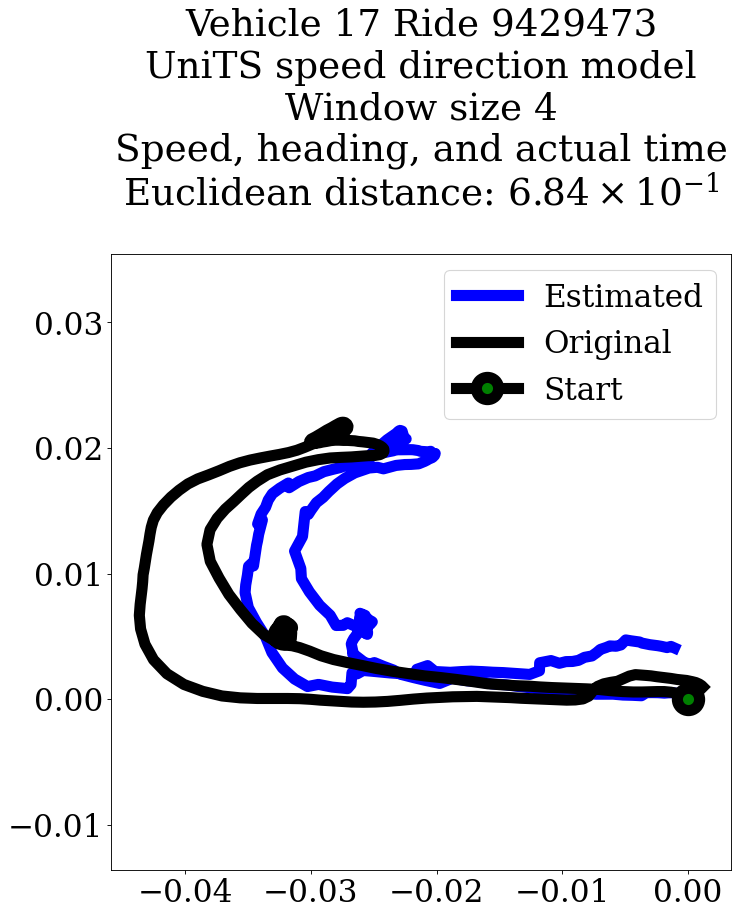 Vehicle 17 Ride 9429473
UniTS speed direction model
Window size 4
Speed, heading, and actual time
Euclidean distance: 6.84 × 10⁻¹
Estimated
Original
Start
0.03
0.02
0.01
0.00
−0.01
−0.04 −0.03 −0.02 −0.01 0.00